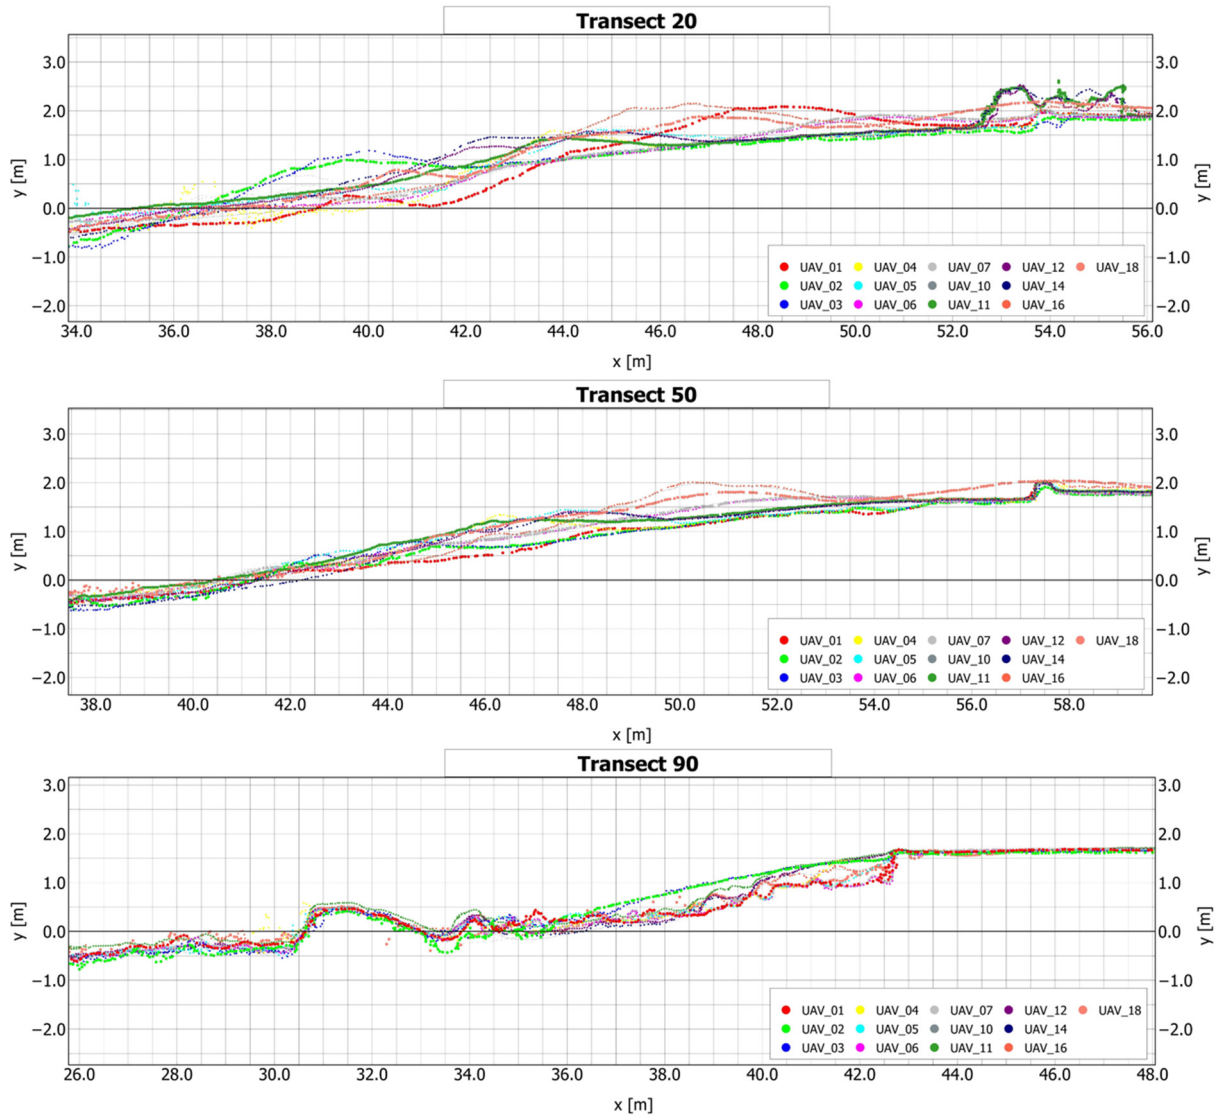 Transect 20
3.0 3.0
2.0 2.0
1.0 1.0
0.0 0.0
−1.0 −1.0
−2.0 −2.0
y [m] y [m]
UAV_01 UAV_04 UAV_07 UAV_12 UAV_18
UAV_02 UAV_05 UAV_10 UAV_14
UAV_03 UAV_06 UAV_11 UAV_16
34.0 36.0 38.0 40.0 42.0 44.0 46.0 48.0 50.0 52.0 54.0 56.0
x [m]
Transect 50
3.0 3.0
2.0 2.0
1.0 1.0
0.0 0.0
−1.0 −1.0
−2.0 −2.0
y [m] y [m]
UAV_01 UAV_04 UAV_07 UAV_12 UAV_18
UAV_02 UAV_05 UAV_10 UAV_14
UAV_03 UAV_06 UAV_11 UAV_16
38.0 40.0 42.0 44.0 46.0 48.0 50.0 52.0 54.0 56.0 58.0
x [m]
Transect 90
3.0 3.0
2.0 2.0
1.0 1.0
0.0 0.0
−1.0 −1.0
−2.0 −2.0
y [m] y [m]
UAV_01 UAV_04 UAV_07 UAV_12 UAV_18
UAV_02 UAV_05 UAV_10 UAV_14
UAV_03 UAV_06 UAV_11 UAV_16
26.0 28.0 30.0 32.0 34.0 36.0 38.0 40.0 42.0 44.0 46.0 48.0
x [m]